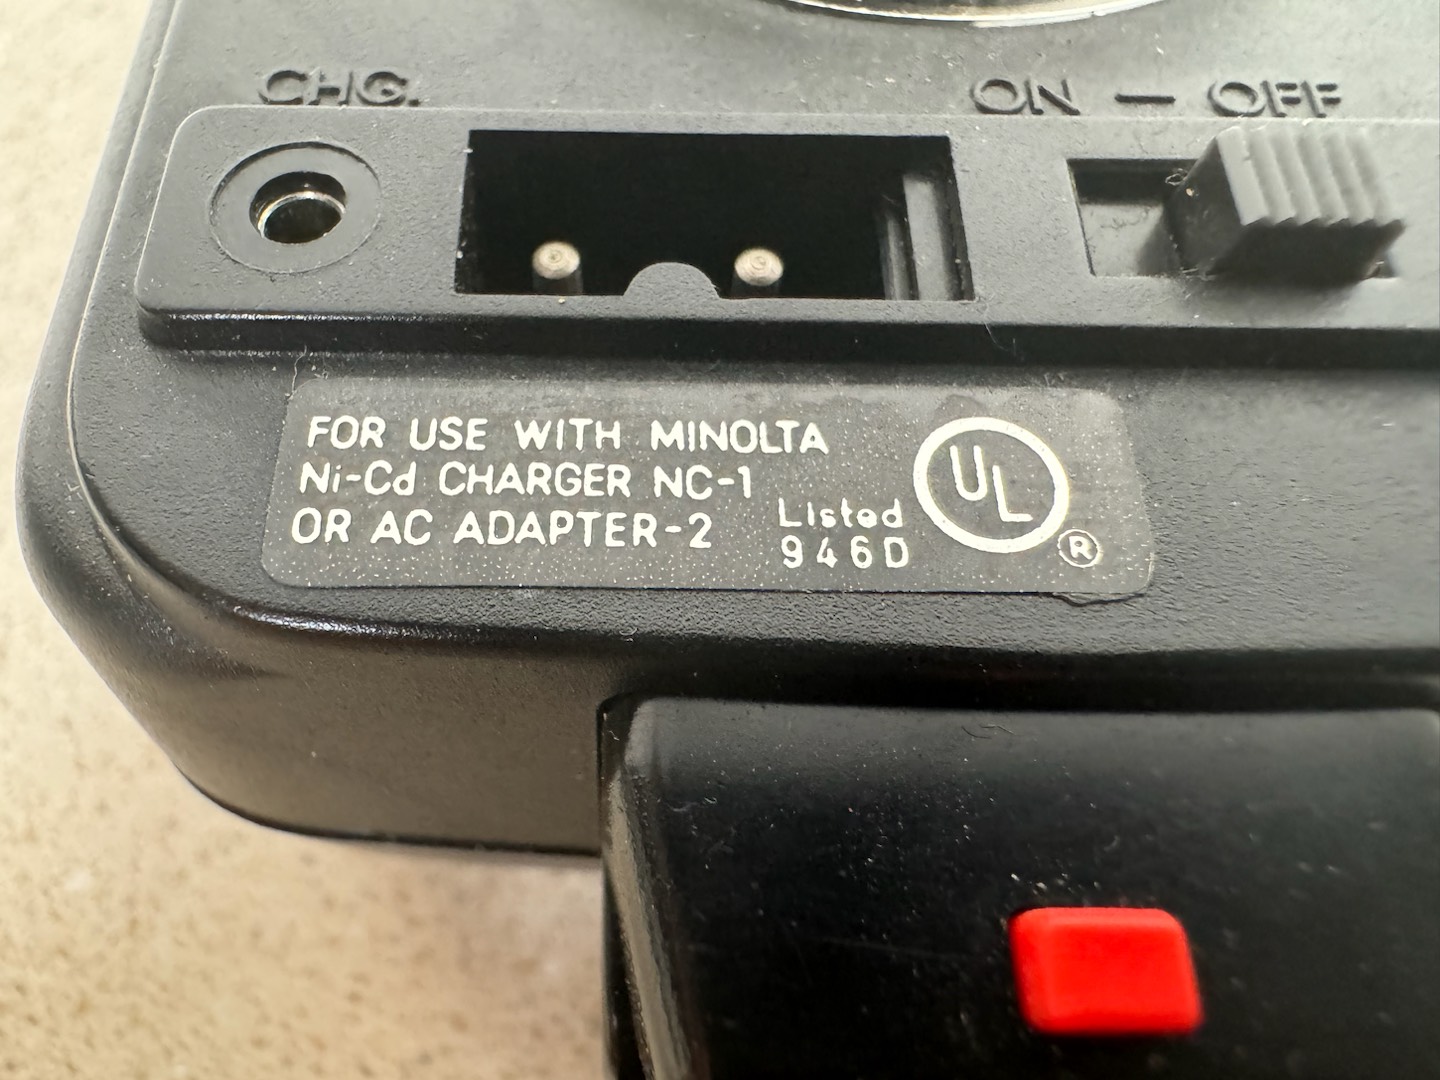 CHG.
ON — OFF
FOR USE WITH MINOLTA
Ni-Cd CHARGER NC-1
OR AC ADAPTER-2
Listed
946D
UL
®